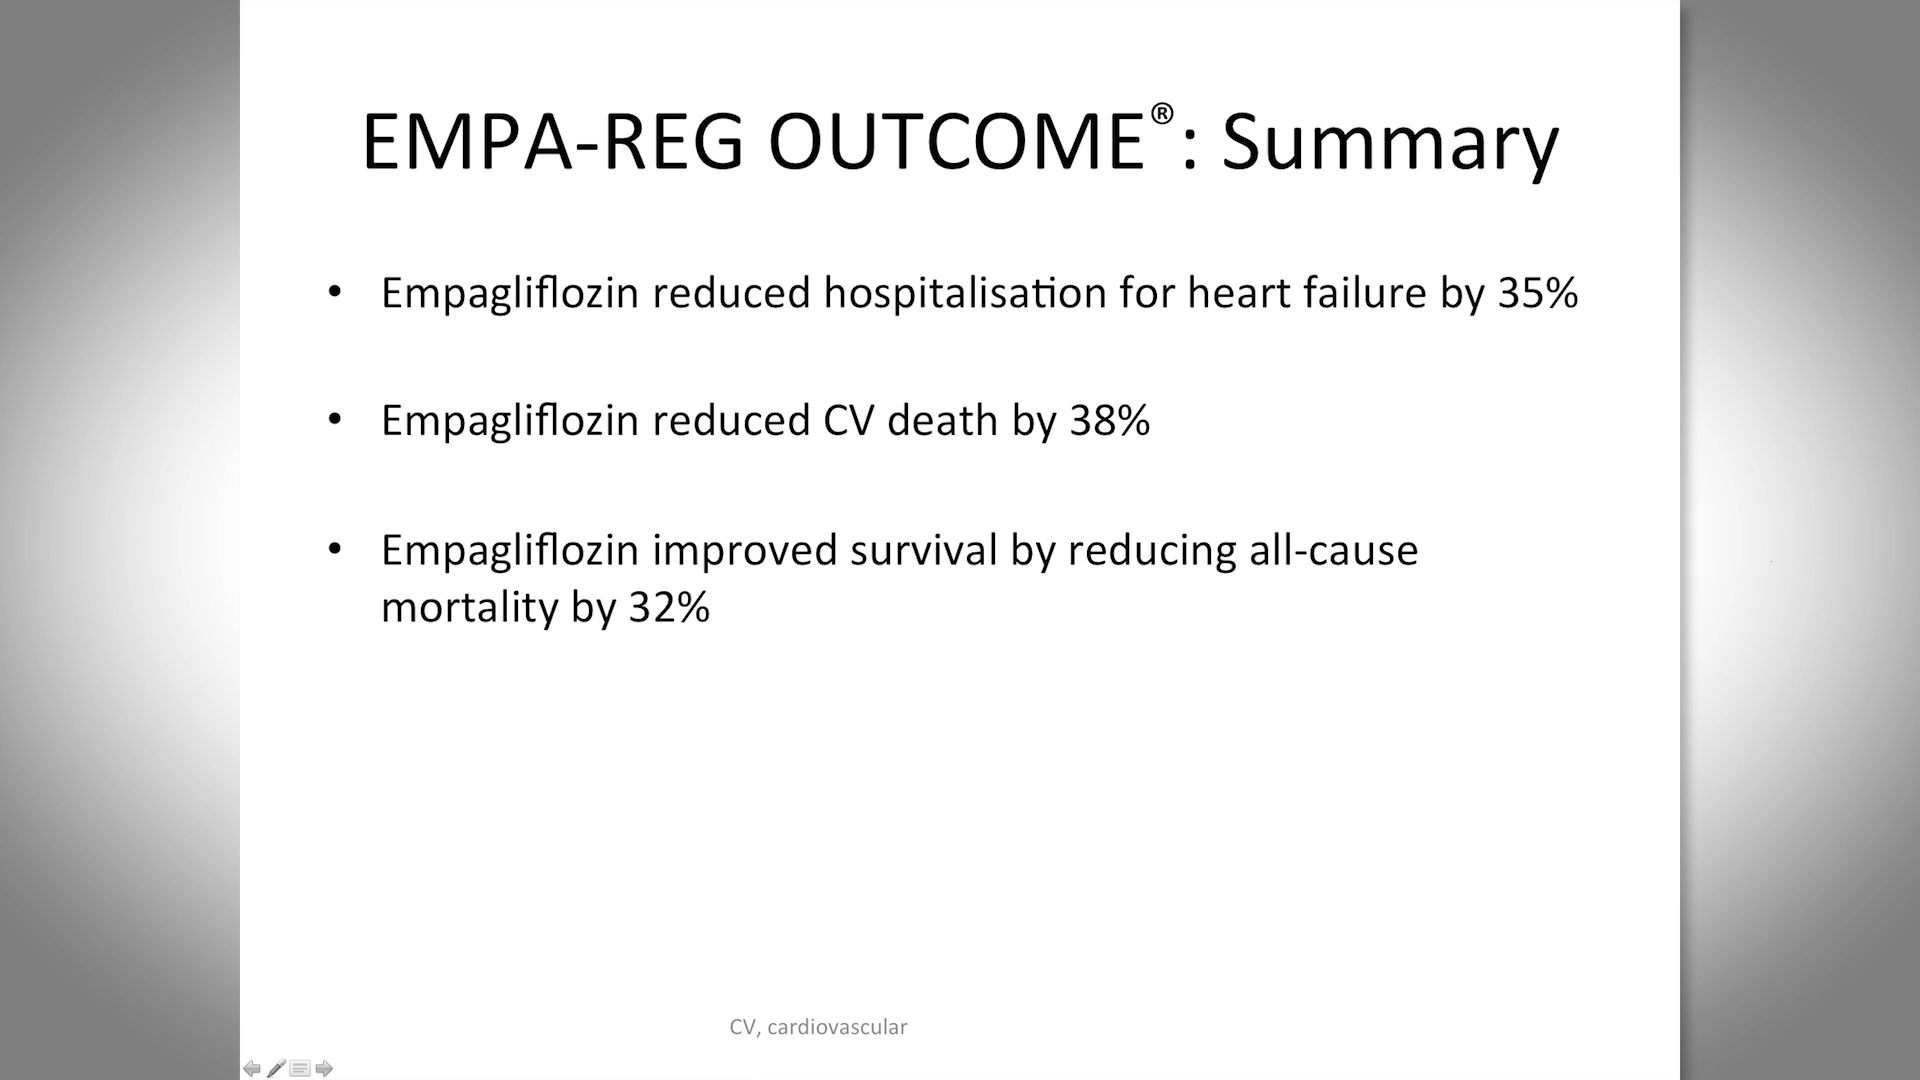 EMPA-REG OUTCOME®: Summary
• Empagliflozin reduced hospitalisation for heart failure by 35%
• Empagliflozin reduced CV death by 38%
• Empagliflozin improved survival by reducing all-cause
mortality by 32%
CV, cardiovascular